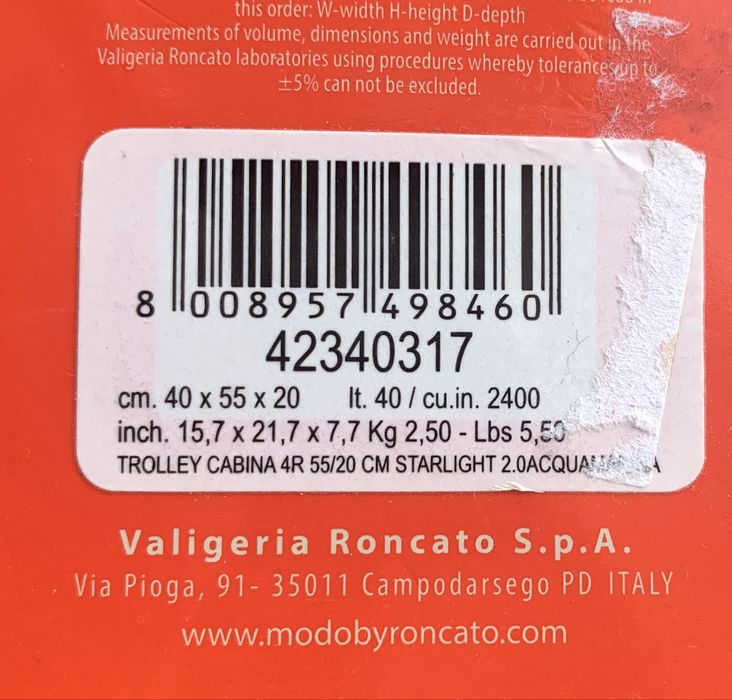 this order: W-width H-height D-depth
Measurements of volume, dimensions and weight are carried out in the
Valigeria Roncato laboratories using procedures whereby tolerances up to
±5% can not be excluded.
8 008957 498460
42340317
cm. 40 x 55 x 20 lt. 40 / cu.in. 2400
inch. 15,7 x 21,7 x 7,7 Kg 2,50 - Lbs 5,50
TROLLEY CABINA 4R 55/20 CM STARLIGHT 2.0
Valigeria Roncato S.p.A.
Via Pioga, 91- 35011 Campodarsego PD ITALY
www.modobyroncato.com